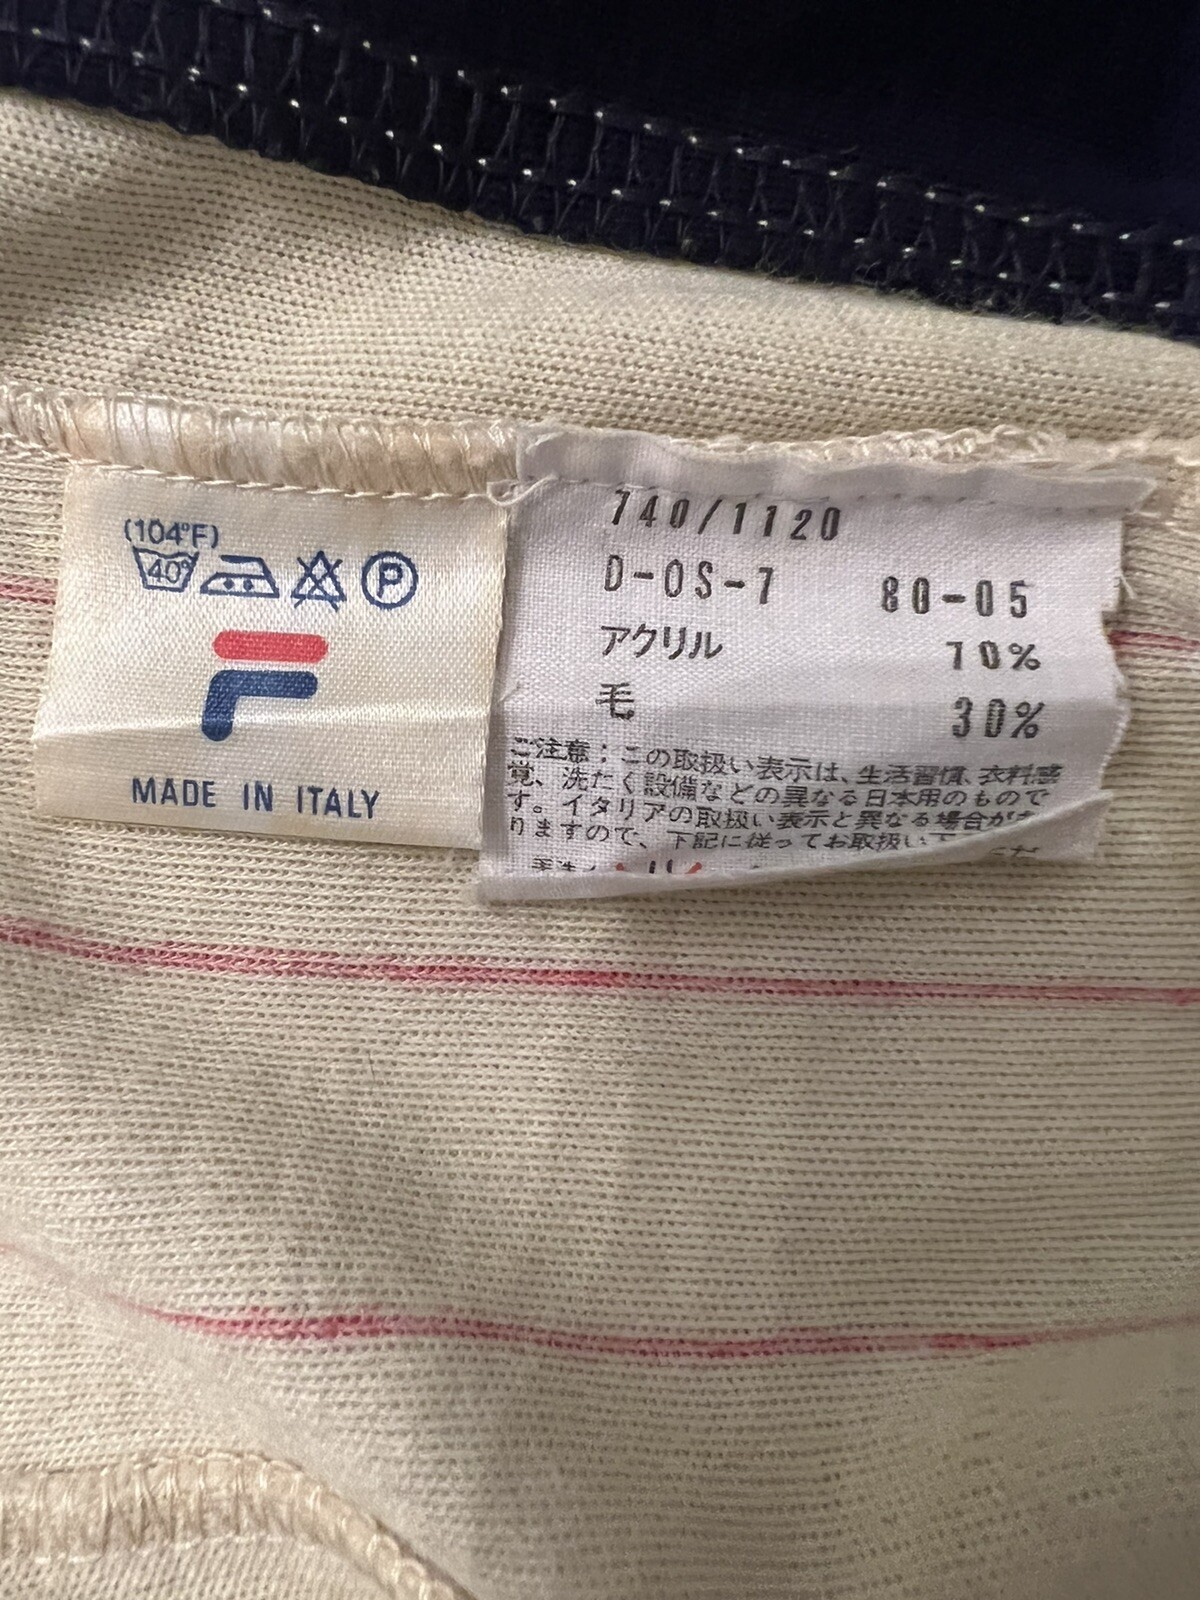 (104°F)
40° P
MADE IN ITALY
740/1120
D-OS-7 80-05
アクリル 70%
毛 30%
ご注意:この取扱い表示は、生活習慣、衣料感
覚、洗たく設備などの異なる日本用のもので
す。イタリアの取扱い表示と異なる場合があ
りますので、下記に従ってお取扱い下